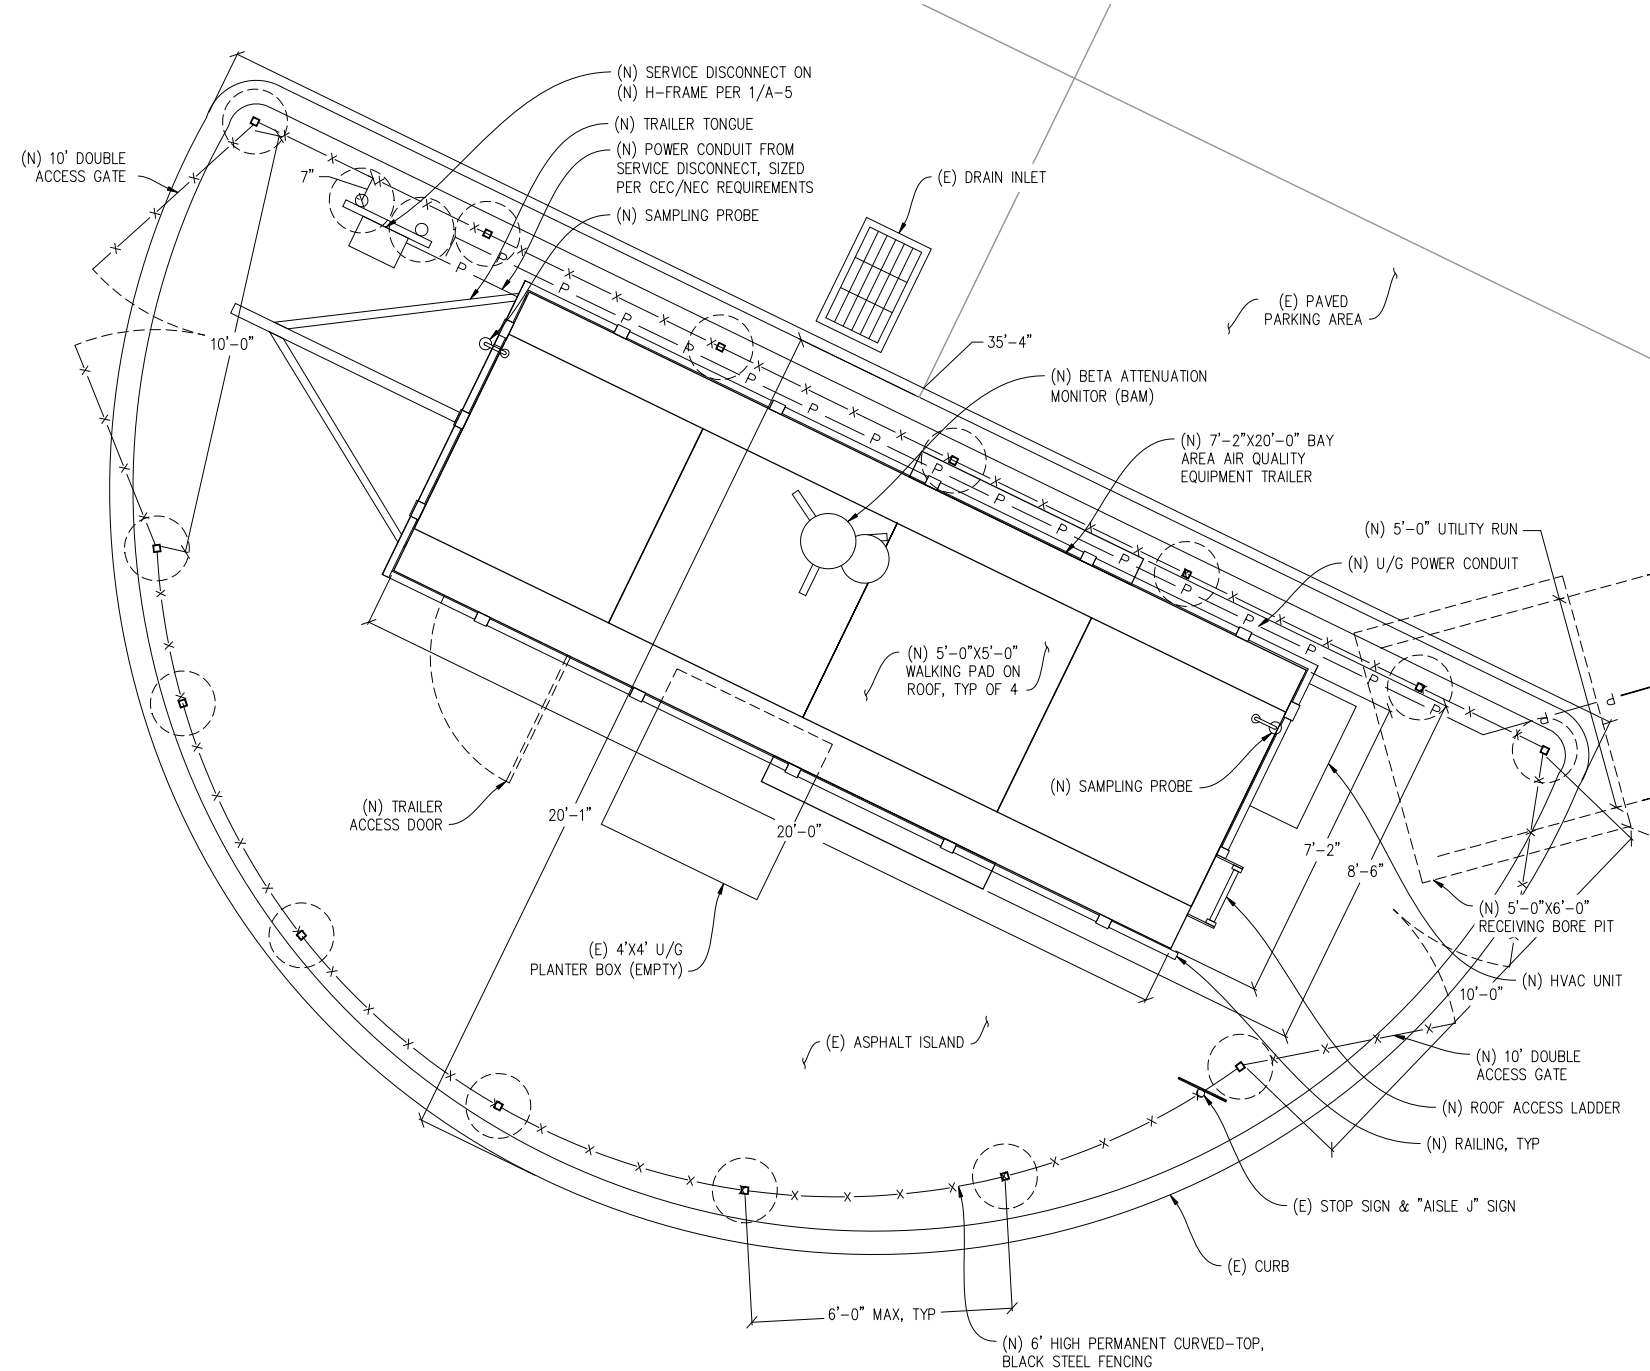 (N) SERVICE DISCONNECT ON
(N) H-FRAME PER 1/A-5
(N) TRAILER TONGUE
(N) POWER CONDUIT FROM
SERVICE DISCONNECT, SIZED
PER CEC/NEC REQUIREMENTS
(N) SAMPLING PROBE
(N) 10' DOUBLE
ACCESS GATE
7"
(E) DRAIN INLET
(E) PAVED
PARKING AREA
10'-0"
35'-4"
(N) BETA ATTENUATION
MONITOR (BAM)
(N) 7'-2"X20'-0" BAY
AREA AIR QUALITY
EQUIPMENT TRAILER
(N) 5'-0" UTILITY RUN
(N) U/G POWER CONDUIT
(N) 5'-0"X5'-0"
WALKING PAD ON
ROOF, TYP OF 4
(N) SAMPLING PROBE
(N) TRAILER
ACCESS DOOR
20'-1"
20'-0"
7'-2"
8'-6"
(N) 5'-0"X6'-0"
RECEIVING BORE PIT
(E) 4'X4' U/G
PLANTER BOX (EMPTY)
(N) HVAC UNIT
10'-0"
(E) ASPHALT ISLAND
(N) 10' DOUBLE
ACCESS GATE
(N) ROOF ACCESS LADDER
(N) RAILING, TYP
(E) STOP SIGN & "AISLE J" SIGN
(E) CURB
6'-0" MAX, TYP
(N) 6' HIGH PERMANENT CURVED-TOP,
BLACK STEEL FENCING